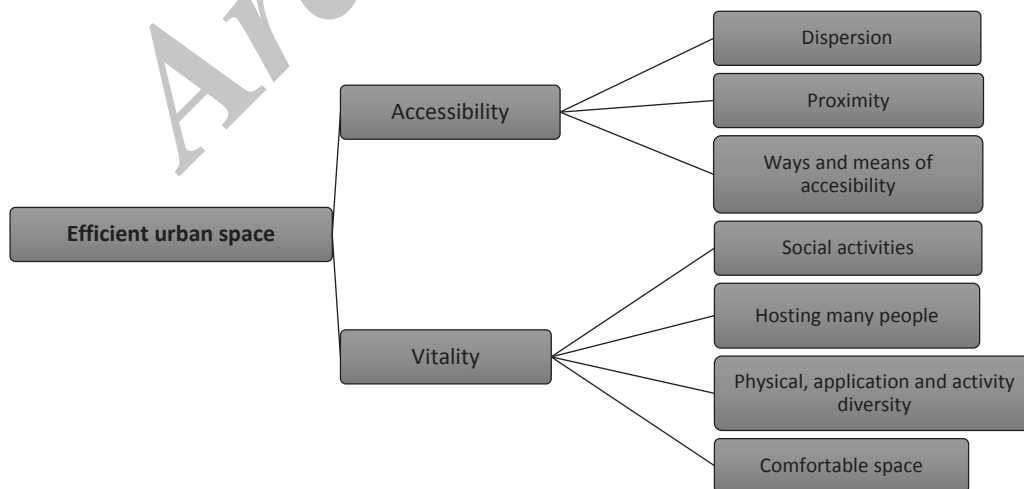 Efficient urban space
Accessibility
Dispersion
Proximity
Ways and means of
accesibility
Vitality
Social activities
Hosting many people
Physical, application and activity
diversity
Comfortable space